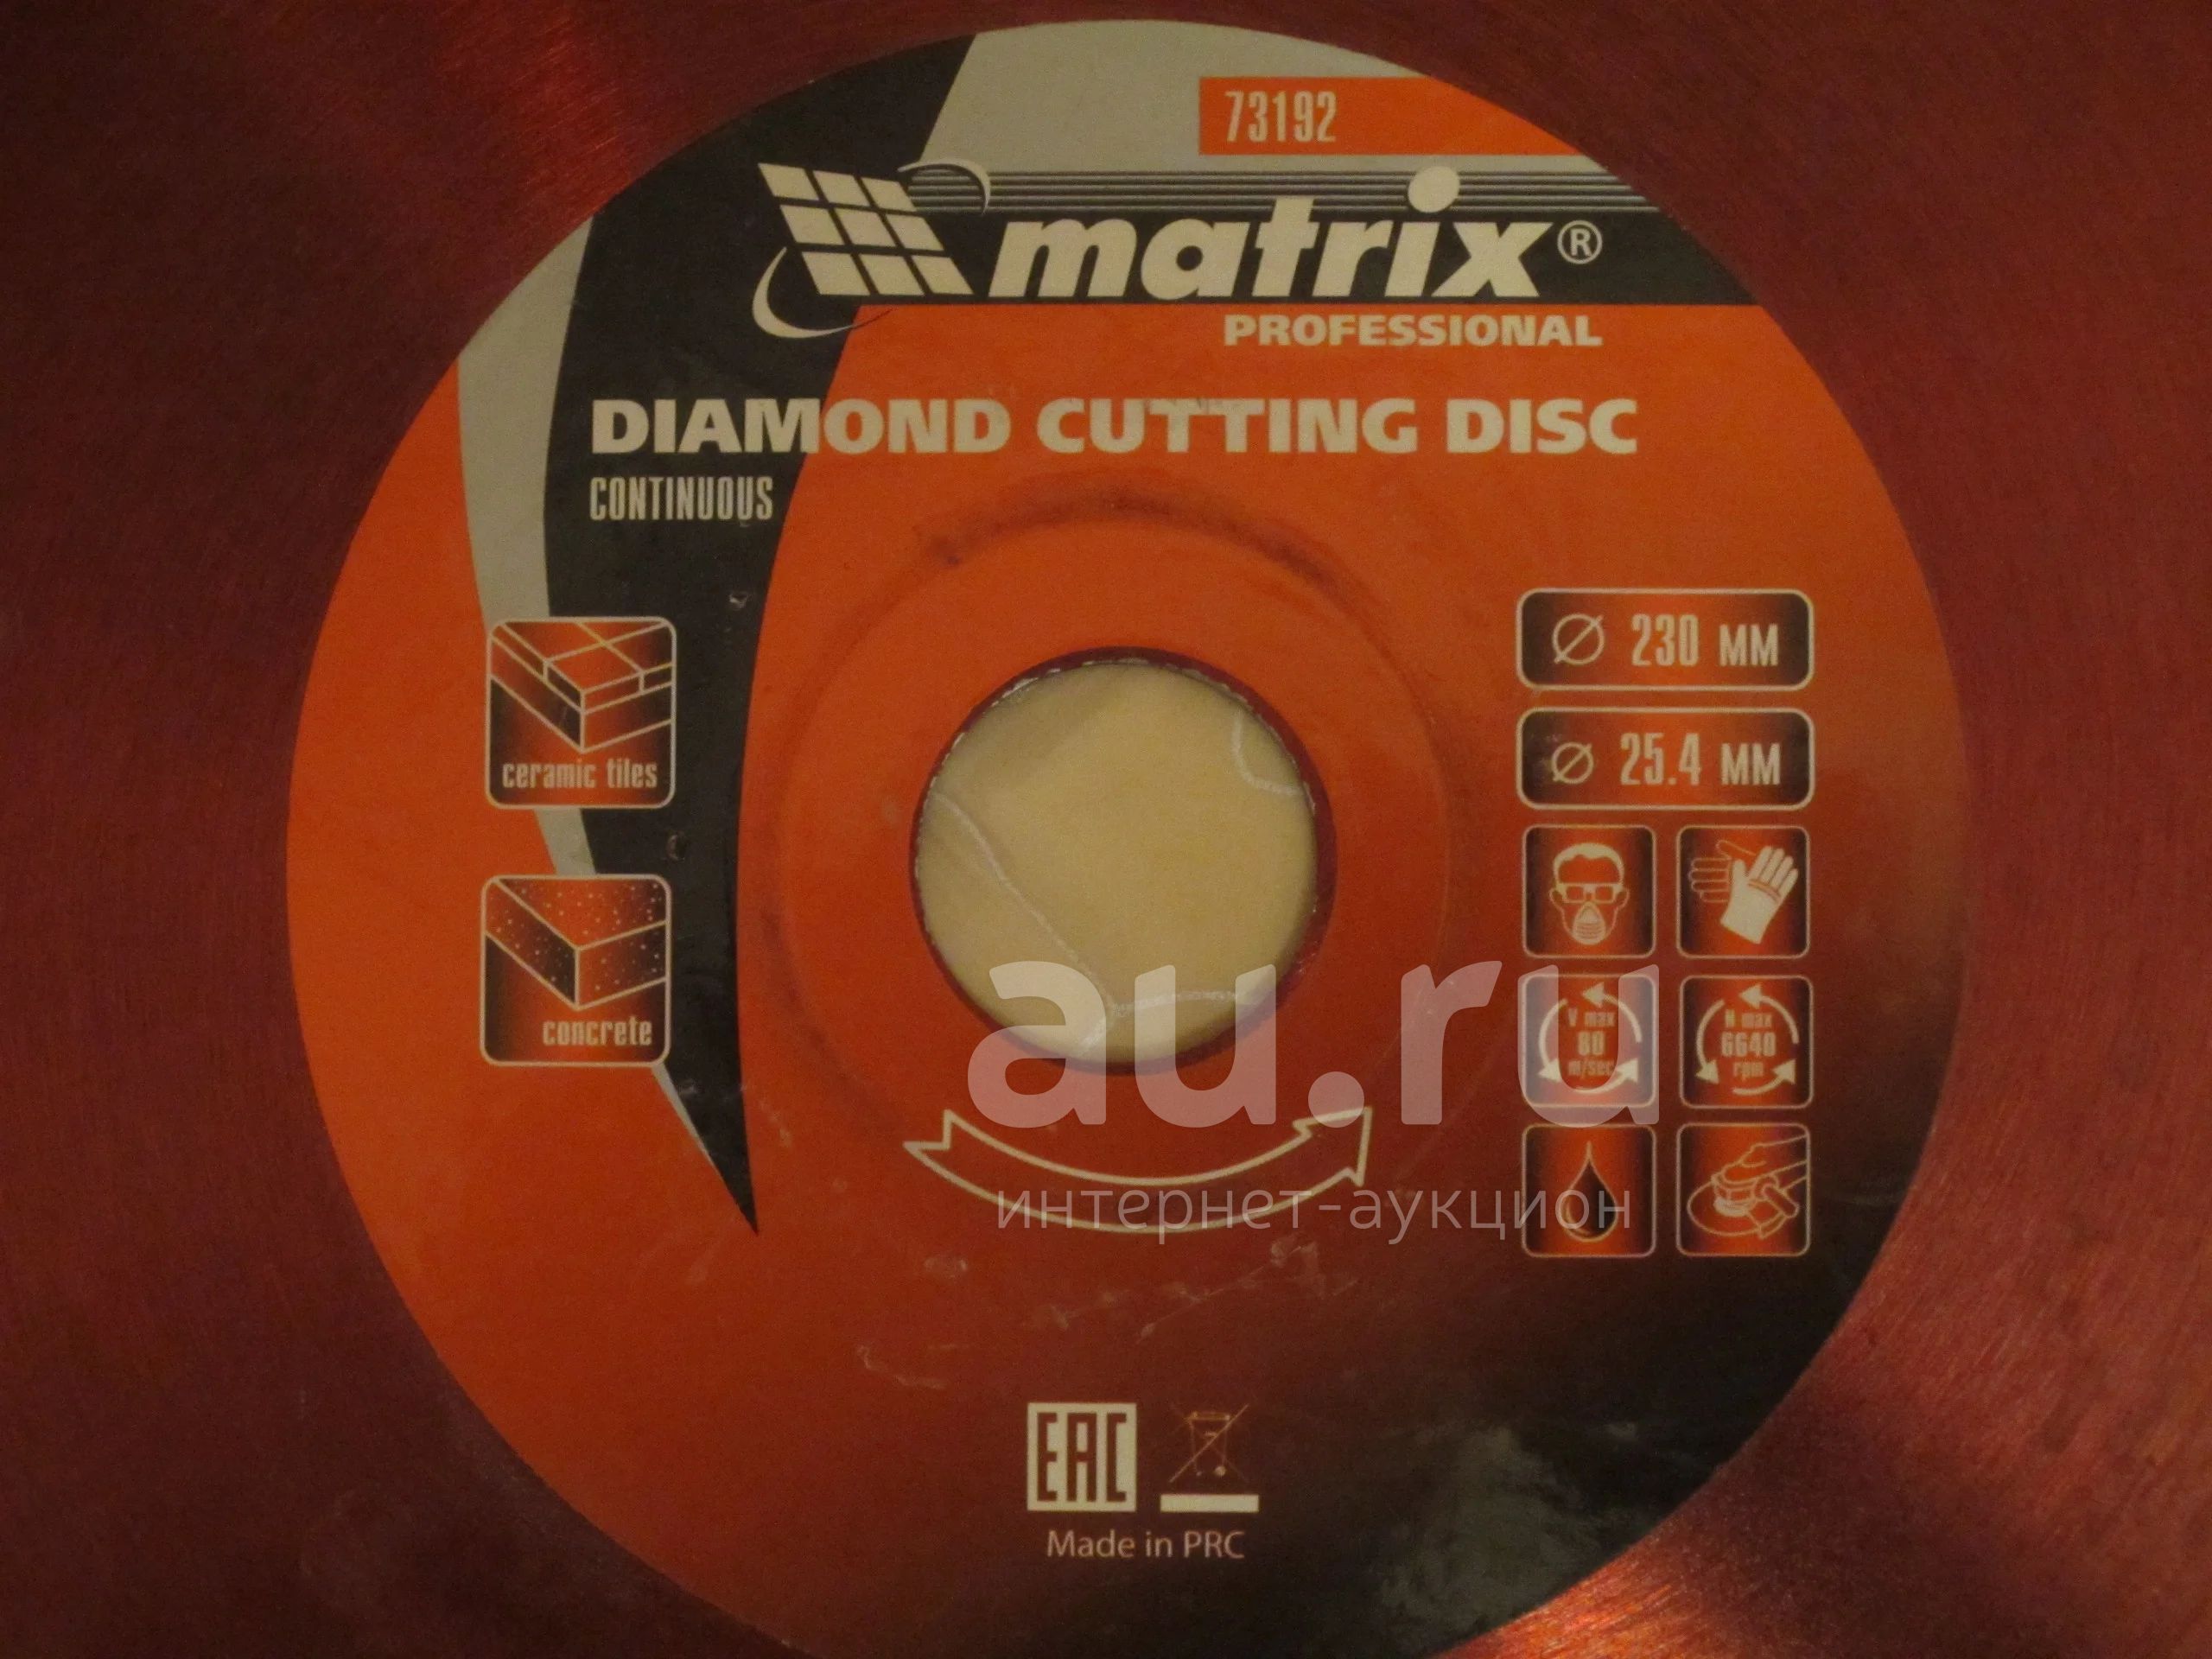 73192
matrix®
PROFESSIONAL
DIAMOND CUTTING DISC
CONTINUOUS
ceramic tiles
concrete
Ø 230 MM
Ø 25.4 MM
V max
80
m/sec
N max
6640
rpm
au.ru
интернет-аукцион
EAC
Made in PRC